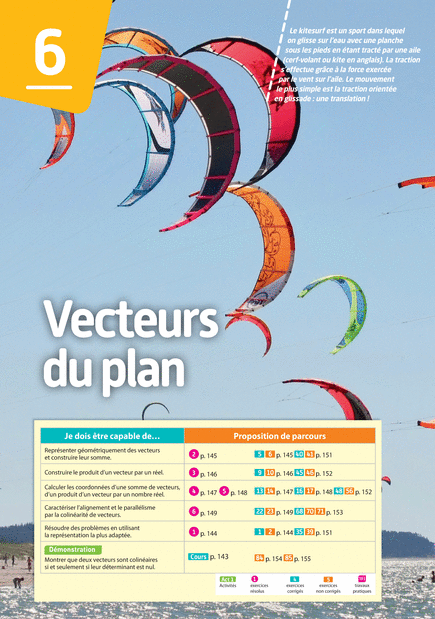 6
Le kitesurf est un sport dans lequel
on glisse sur l'eau avec une planche
sous les pieds en étant tracté par une aile
(cerf-volant ou kite en anglais). La traction
s'effectue grâce à la force exercée
par le vent sur l'aile. Le mouvement
le plus simple est la traction orientée
en glissade : une translation !
Vecteurs
du plan
Je dois être capable de… Proposition de parcours
Représenter géométriquement des vecteurs
et construire leur somme.
2 p. 145 5 6 p. 145 40 43 p. 151
Construire le produit d'un vecteur par un réel.
3 p. 146 9 10 p. 146 45 46 p. 152
Calculer les coordonnées d'une somme de vecteurs,
d'un produit d'un vecteur par un nombre réel.
4 p. 147 5 p. 148 13 14 p. 147 16 17 p. 148 48 56 p. 152
Caractériser l'alignement et le parallélisme
par la colinéarité de vecteurs.
6 p. 149 22 23 p. 149 68 70 71 p. 153
Résoudre des problèmes en utilisant
la représentation la plus adaptée.
1 p. 144 1 2 p. 144 35 38 p. 151
Démonstration
Montrer que deux vecteurs sont colinéaires
si et seulement si leur déterminant est nul.
Cours p. 143 84 p. 154 85 p. 155
Act 1 Activités
1 exercices résolus
4 exercices corrigés
5 exercices non corrigés
travaux pratiques